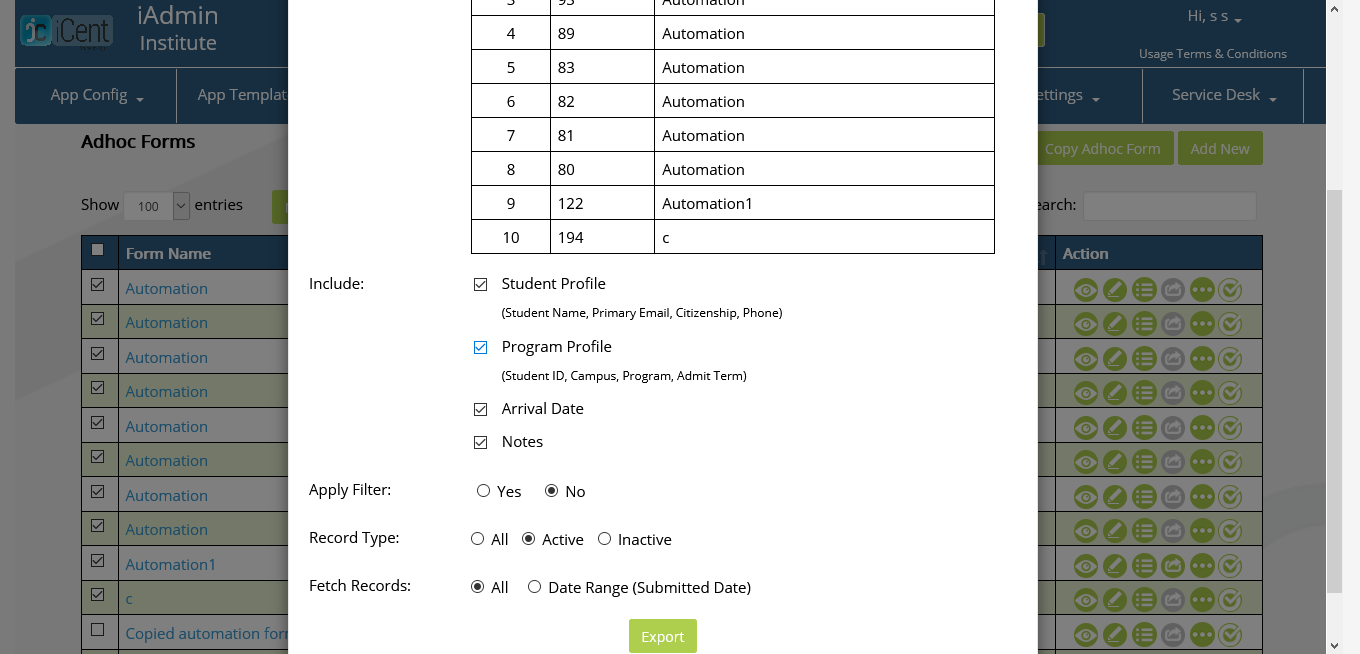 iCent
iAdmin
Institute
Hi, s s
Usage Terms & Conditions
App Config
App Templat
ettings
Service Desk
Adhoc Forms
Copy Adhoc Form
Add New
Show 100 entries
earch:
Form Name
Action
Automation
Automation
Automation
Automation
Automation
Automation
Automation
Automation
Automation1
c
Copied automation for
3 93 Automation
4 89 Automation
5 83 Automation
6 82 Automation
7 81 Automation
8 80 Automation
9 122 Automation1
10 194 c
Include:
Student Profile
(Student Name, Primary Email, Citizenship, Phone)
Program Profile
(Student ID, Campus, Program, Admit Term)
Arrival Date
Notes
Apply Filter: Yes No
Record Type: All Active Inactive
Fetch Records: All Date Range (Submitted Date)
Export